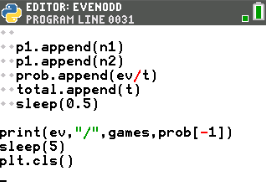 EDITOR: EVENODD
PROGRAM LINE 0031
p1.append(n1)
p1.append(n2)
prob.append(ev/t)
total.append(t)
sleep(0.5)
print(ev,"/",games,prob[-1])
sleep(5)
plt.cls()